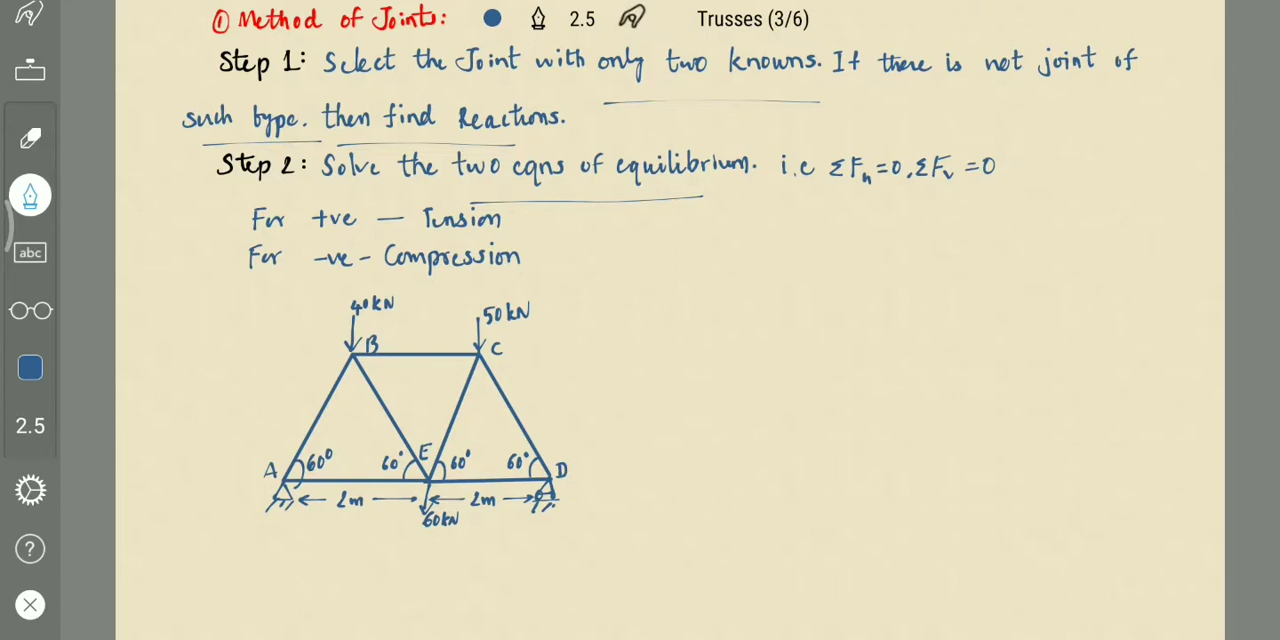 ① Method of Joints:
2.5
Trusses (3/6)
Step 1: Select the Joint with only two knowns. If there is not joint of
such type. then find Reactions.
Step 2: Solve the two eqns of equilibrium. i.e ΣFₕ=0, ΣFᵥ=0
For +ve — Tension
For -ve - Compression
abc
2.5
40kN
50kN
B
C
A 60° 60° E 60° 60° D
2m 2m
60kN
?